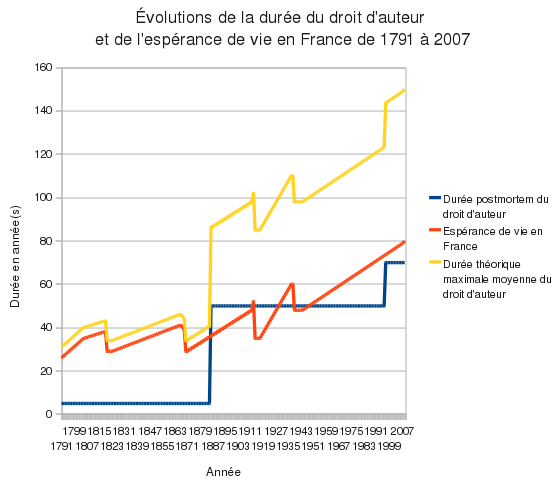 Évolutions de la durée du droit d'auteur
et de l'espérance de vie en France de 1791 à 2007
160
140
120
100
80
60
40
20
0
Durée en année(s)
1799 1815 1831 1847 1863 1879 1895 1911 1927 1943 1959 1975 1991 2007
1791 1807 1823 1839 1855 1871 1887 1903 1919 1935 1951 1967 1983 1999
Année
Durée postmortem du
droit d'auteur
Espérance de vie en
France
Durée théorique
maximale moyenne du
droit d'auteur